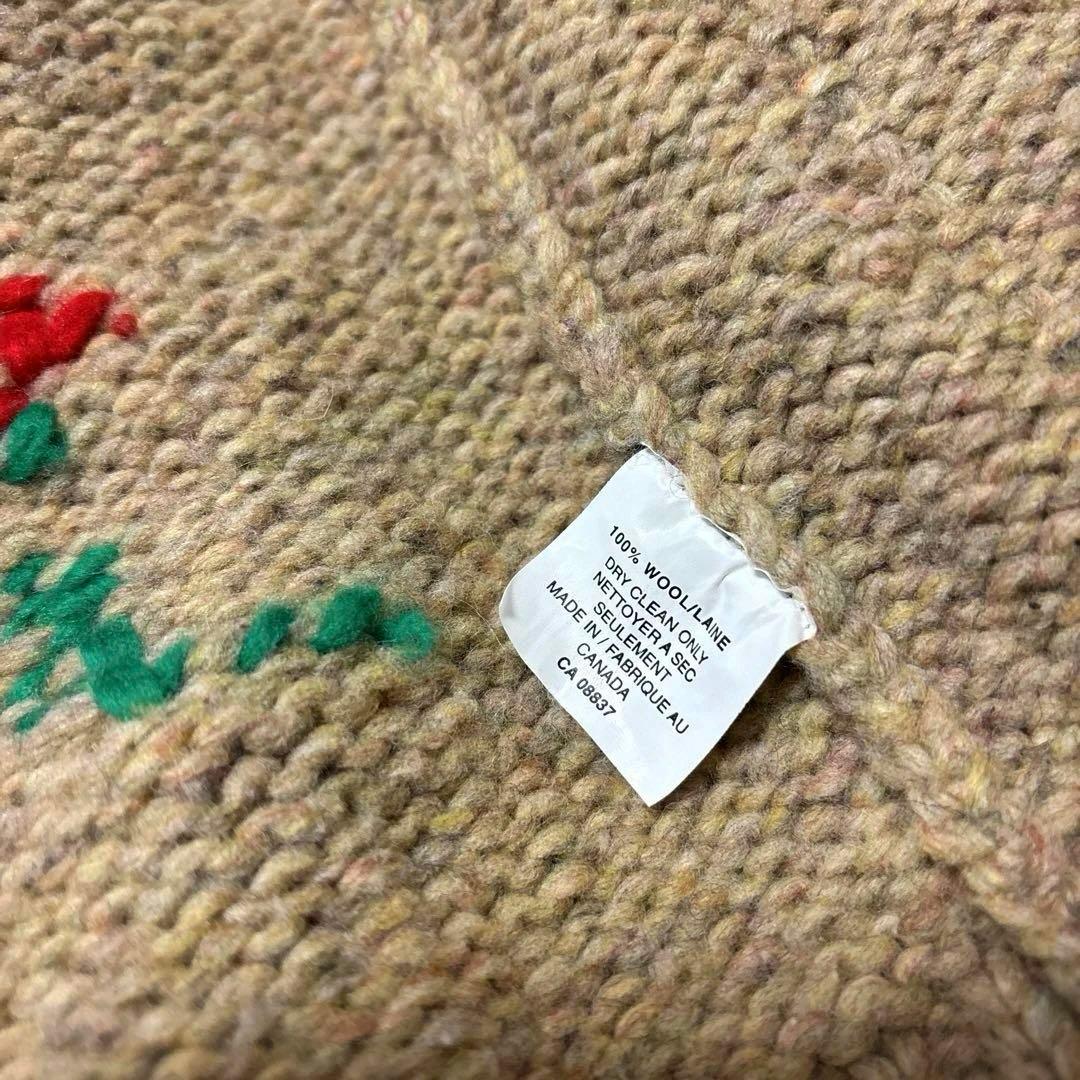 100% WOOL/LAINE
DRY CLEAN ONLY
NETTOYER A SEC
SEULEMENT
MADE IN / FABRIQUE AU
CANADA
CA 08837